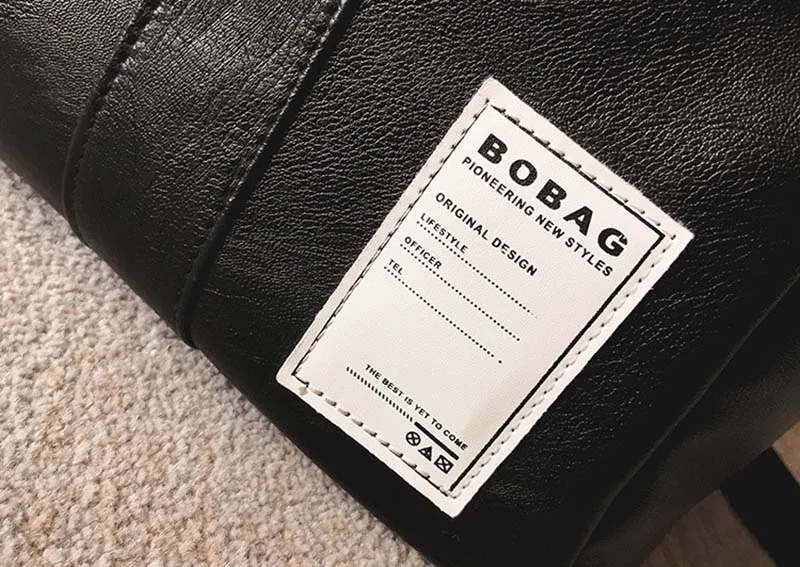 BOBAG
PIONEERING NEW STYLES
ORIGINAL DESIGN
LIFESTYLE
OFFICER
TEL
THE BEST IS YET TO COME